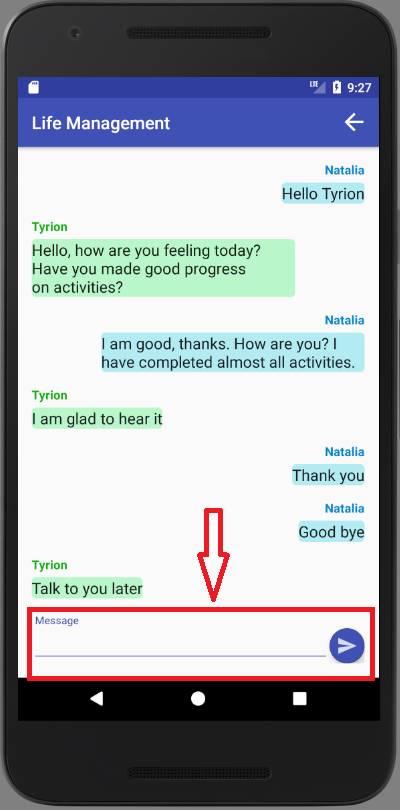 LTE 9:27
Life Management
Natalia
Hello Tyrion
Tyrion
Hello, how are you feeling today?
Have you made good progress
on activities?
Natalia
I am good, thanks. How are you? I
have completed almost all activities.
Tyrion
I am glad to hear it
Natalia
Thank you
Natalia
Good bye
Tyrion
Talk to you later
Message